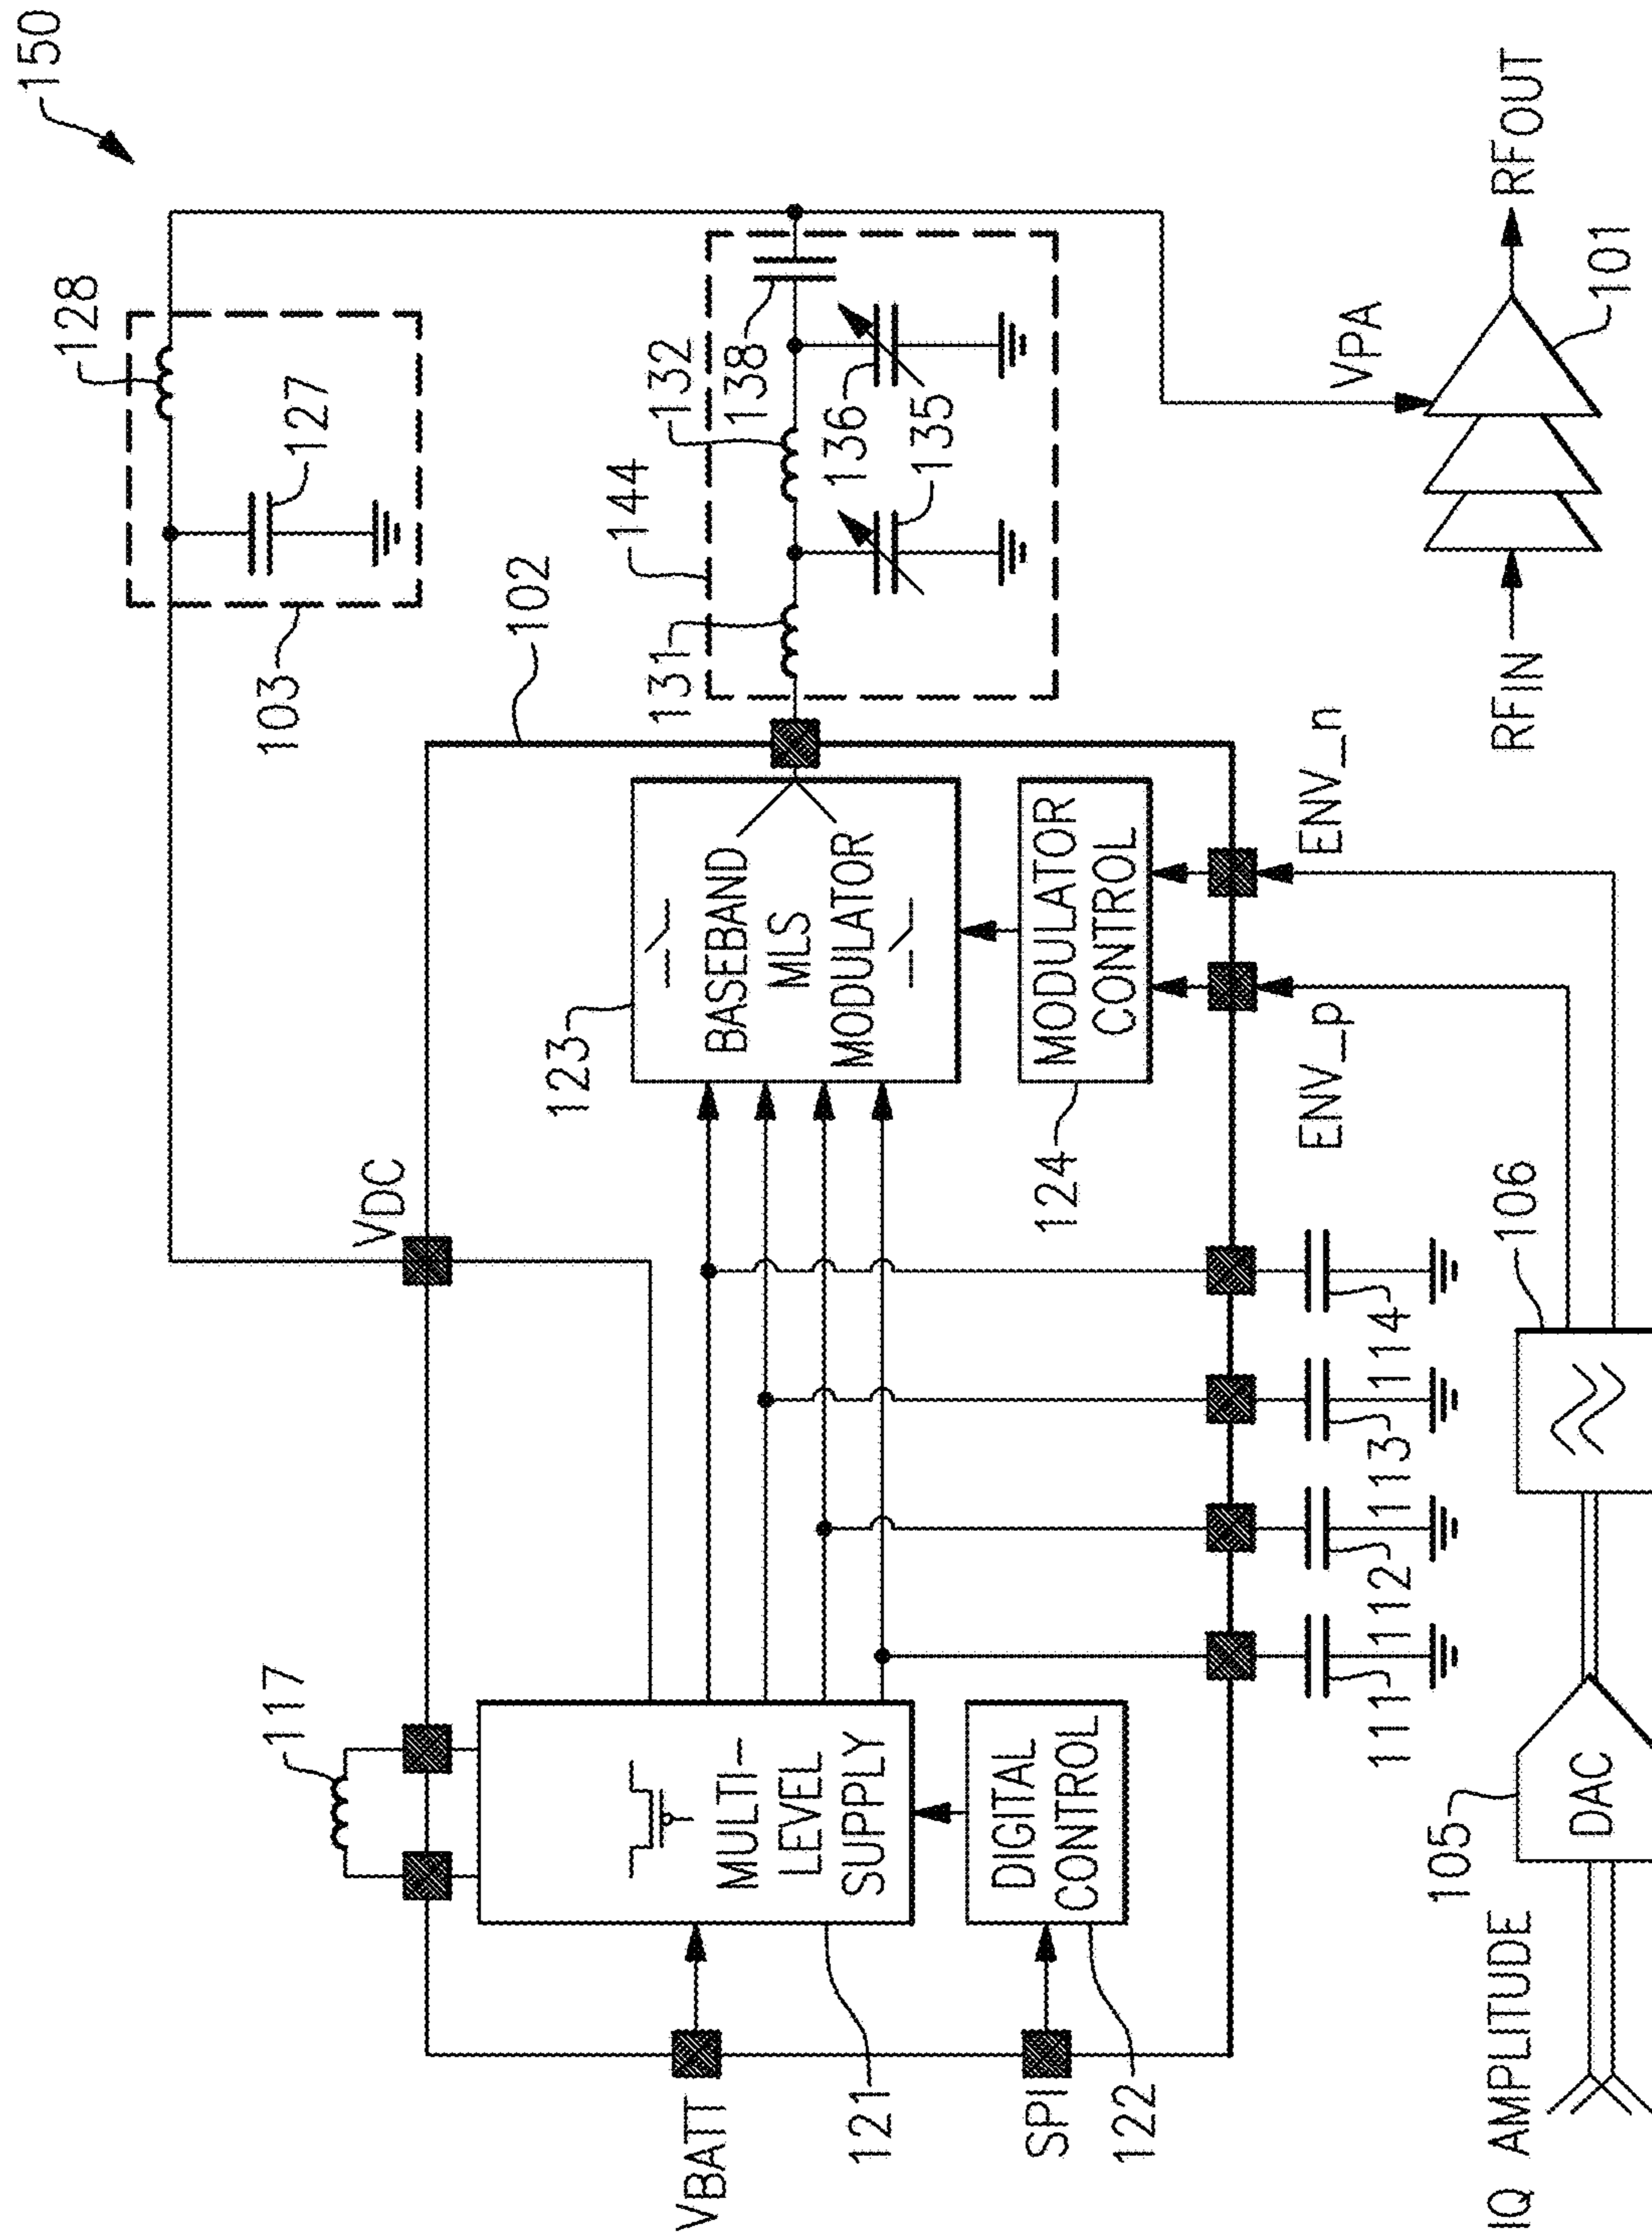 150
128
127
103
VDC
102
144
131
132
138
136
135
117
MULTI-
LEVEL
SUPPLY
121
VBATT
DIGITAL
CONTROL
122
SPI
123
BASEBAND
MLS
MODULATOR
MODULATOR
CONTROL
124
ENV_p
ENV_n
111
112
113
114
VPA
RFIN
RFOUT
101
IQ AMPLITUDE
105
DAC
106